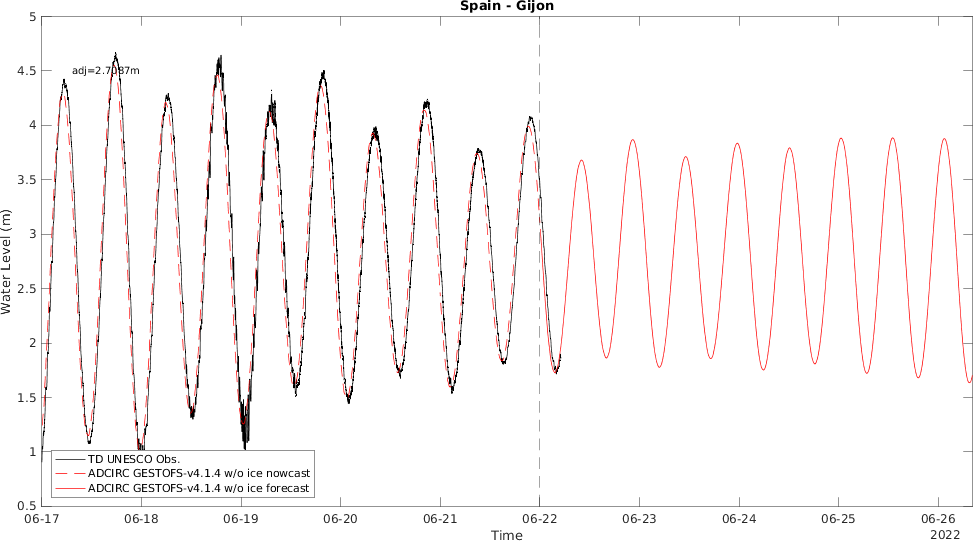 Spain - Gijon
5
4.5
4
3.5
3
2.5
2
1.5
1
0.5
Water Level (m)
adj=2.7087m
TD UNESCO Obs.
ADCIRC GESTOFS-v4.1.4 w/o ice nowcast
ADCIRC GESTOFS-v4.1.4 w/o ice forecast
06-17 06-18 06-19 06-20 06-21 06-22 06-23 06-24 06-25 06-26
Time
2022